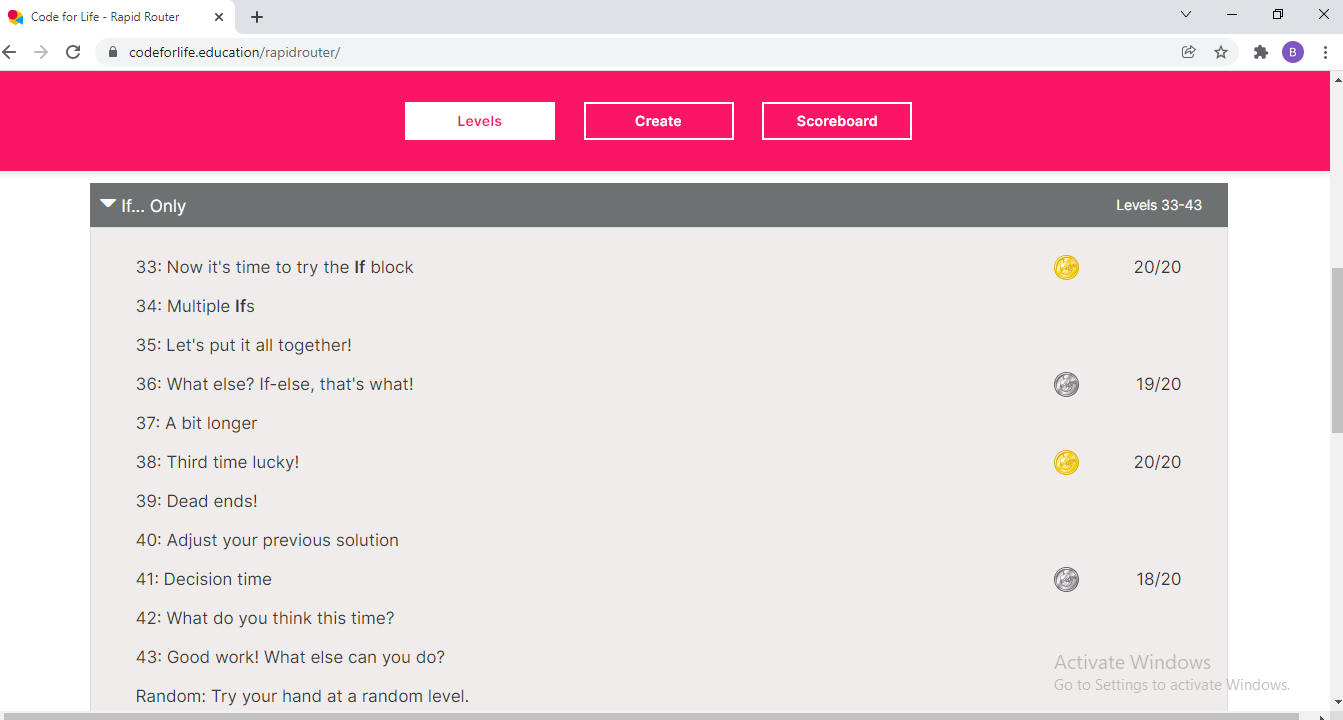 Code for Life - Rapid Router
codeforlife.education/rapidrouter/
B
Levels Create Scoreboard
If... Only Levels 33-43
33: Now it's time to try the If block 20/20
34: Multiple Ifs
35: Let's put it all together!
36: What else? If-else, that's what! 19/20
37: A bit longer
38: Third time lucky! 20/20
39: Dead ends!
40: Adjust your previous solution
41: Decision time 18/20
42: What do you think this time?
43: Good work! What else can you do?
Activate Windows
Go to Settings to activate Windows.
Random: Try your hand at a random level.